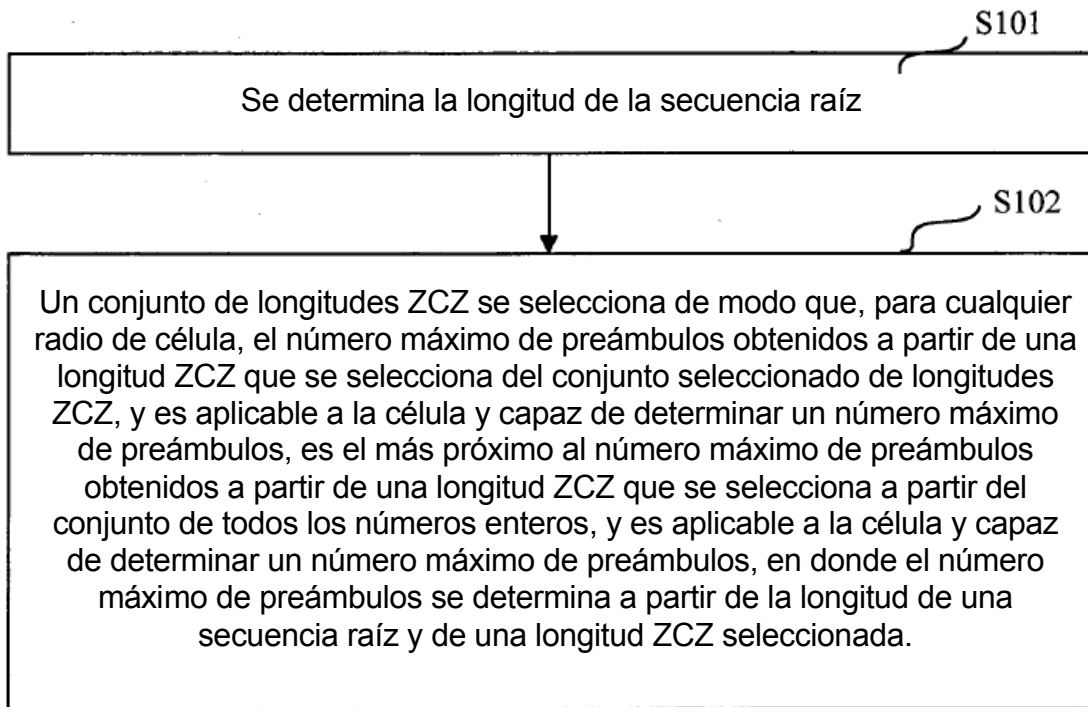 S101
Se determina la longitud de la secuencia raíz
S102
Un conjunto de longitudes ZCZ se selecciona de modo que, para cualquier
radio de célula, el número máximo de preámbulos obtenidos a partir de una
longitud ZCZ que se selecciona del conjunto seleccionado de longitudes
ZCZ, y es aplicable a la célula y capaz de determinar un número máximo
de preámbulos, es el más próximo al número máximo de preámbulos
obtenidos a partir de una longitud ZCZ que se selecciona a partir del
conjunto de todos los números enteros, y es aplicable a la célula y capaz
de determinar un número máximo de preámbulos, en donde el número
máximo de preámbulos se determina a partir de la longitud de una
secuencia raíz y de una longitud ZCZ seleccionada.